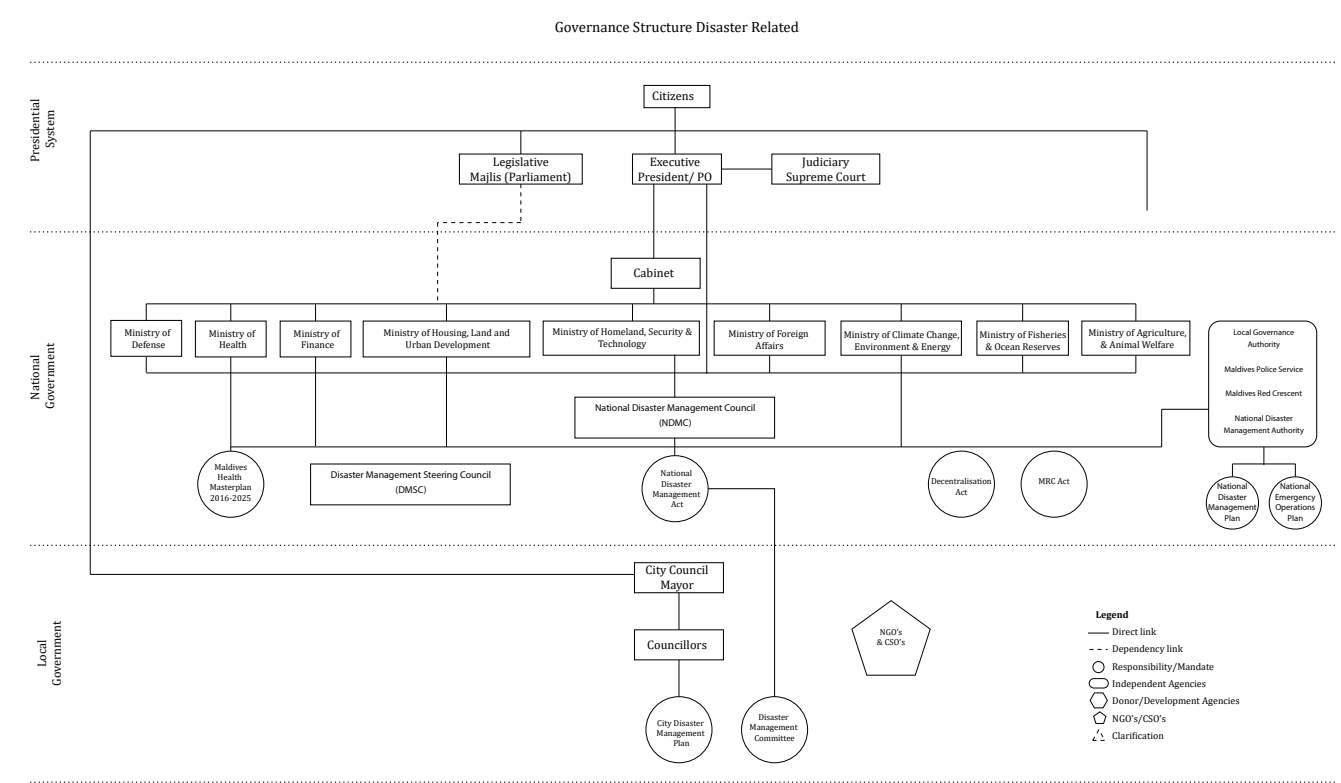 Governance Structure Disaster Related
Presidential
System
Citizens
Legislative
Majlis (Parliament)
Executive
President/ PO
Judiciary
Supreme Court
National
Government
Cabinet
Ministry of
Defense
Ministry of
Health
Ministry of
Finance
Ministry of Housing, Land and
Urban Development
Ministry of Homeland, Security &
Technology
Ministry of Foreign
Affairs
Ministry of Climate Change,
Environment & Energy
Ministry of Fisheries
& Ocean Reserves
Ministry of Agriculture,
& Animal Welfare
Local Governance
Authority
Maldives Police Service
Maldives Red Crescent
National Disaster
Management Authority
National Disaster Management Council
(NDMC)
Maldives
Health
Masterplan
2016-2025
Disaster Management Steering Council
(DMSC)
National
Disaster
Management
Act
Decentralisation
Act
MRC Act
National
Disaster
Management
Plan
National
Emergency
Operations
Plan
Local
Government
City Council
Mayor
Councillors
City Disaster
Management
Plan
Disaster
Management
Committee
NGO's
& CSO's
Legend
Direct link
Dependency link
Responsibility/Mandate
Independent Agencies
Donor/Development Agencies
NGO's/CSO's
Clarification